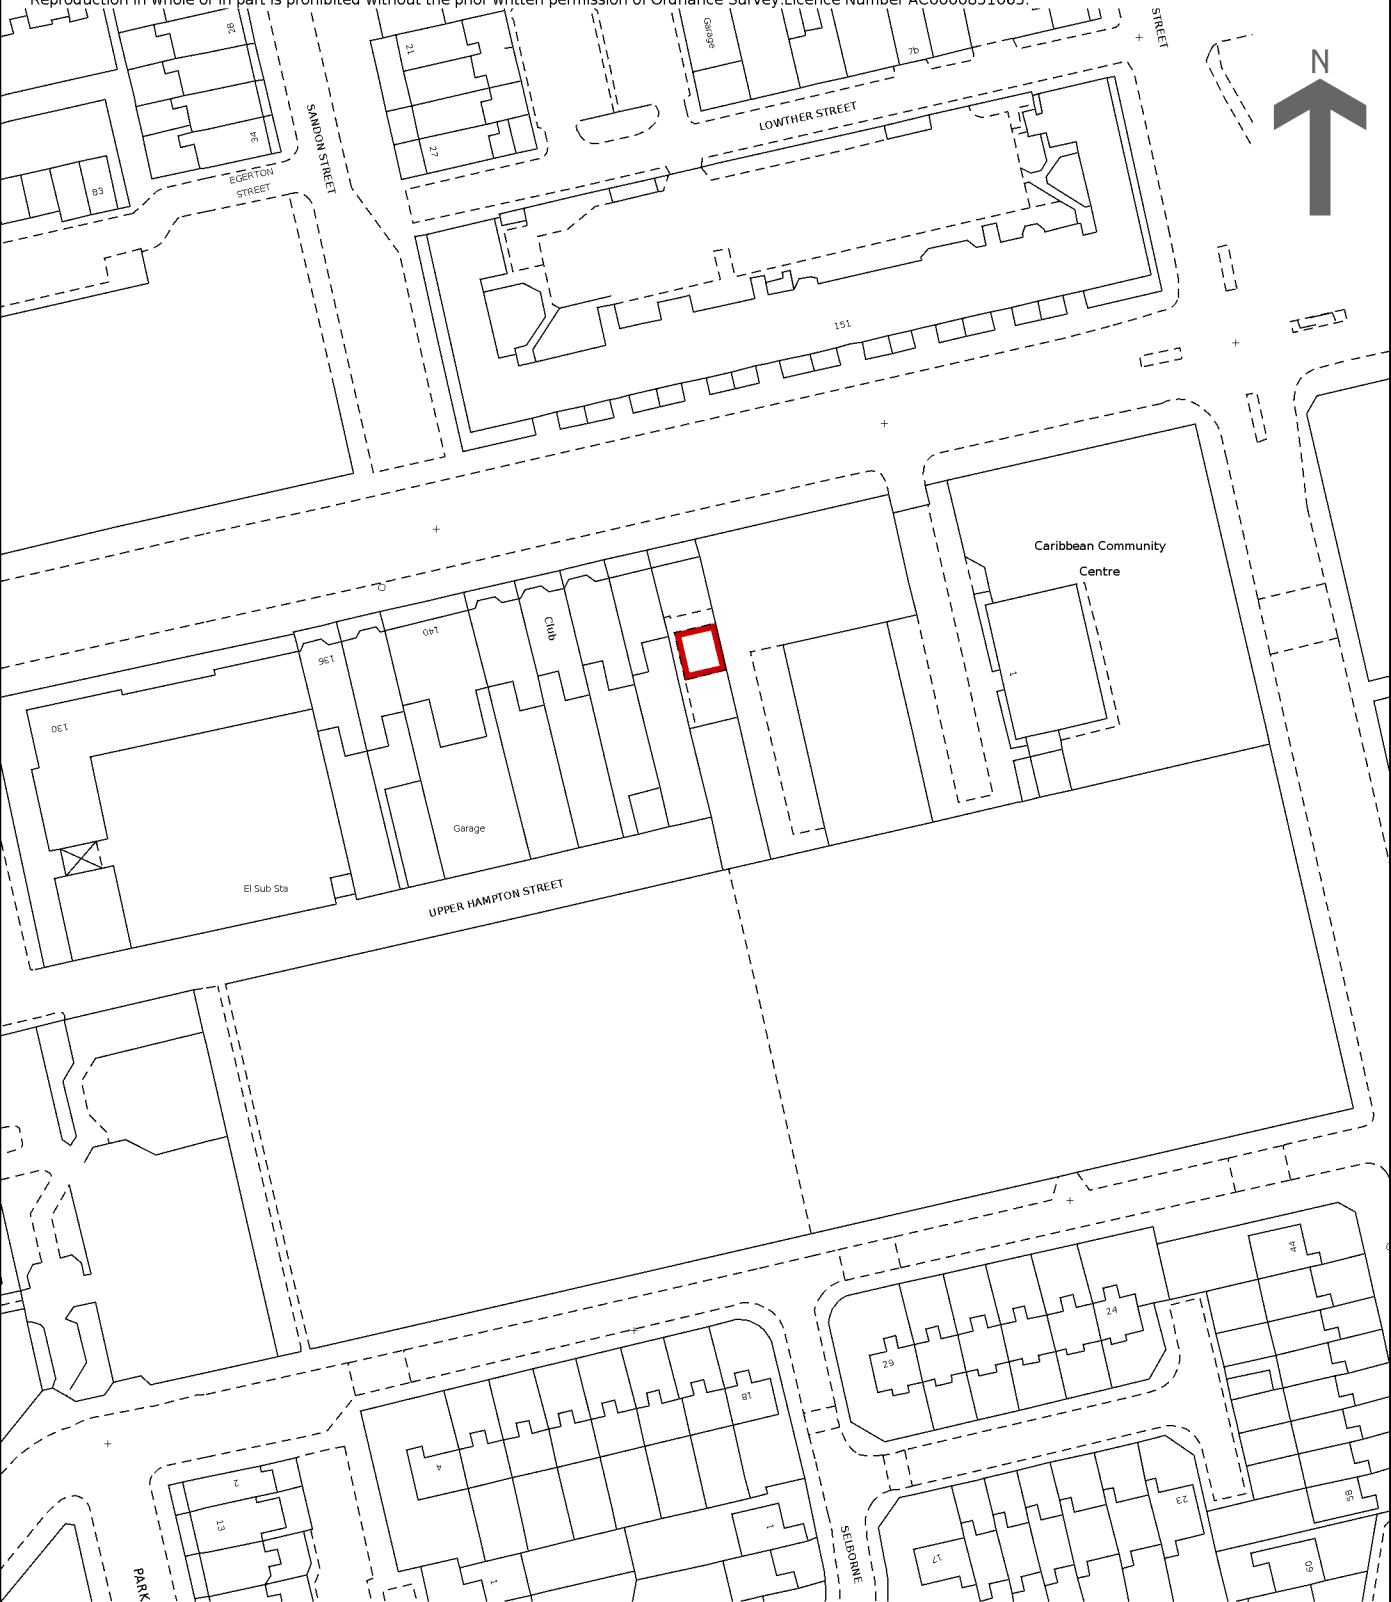 Reproduction in whole or in part is prohibited without the prior written permission of Ordnance Survey.Licence Number AC0000851063.
28
21
Garage
7b
STREET
N
SANDON STREET
LOWTHER STREET
34
27
EGERTON
STREET
83
151
Caribbean Community
Centre
Club
140
136
1
130
Garage
El Sub Sta
UPPER HAMPTON STREET
44
24
29
18
4
2
58
23
13
1
SELBORNE
17
60
1
PARK